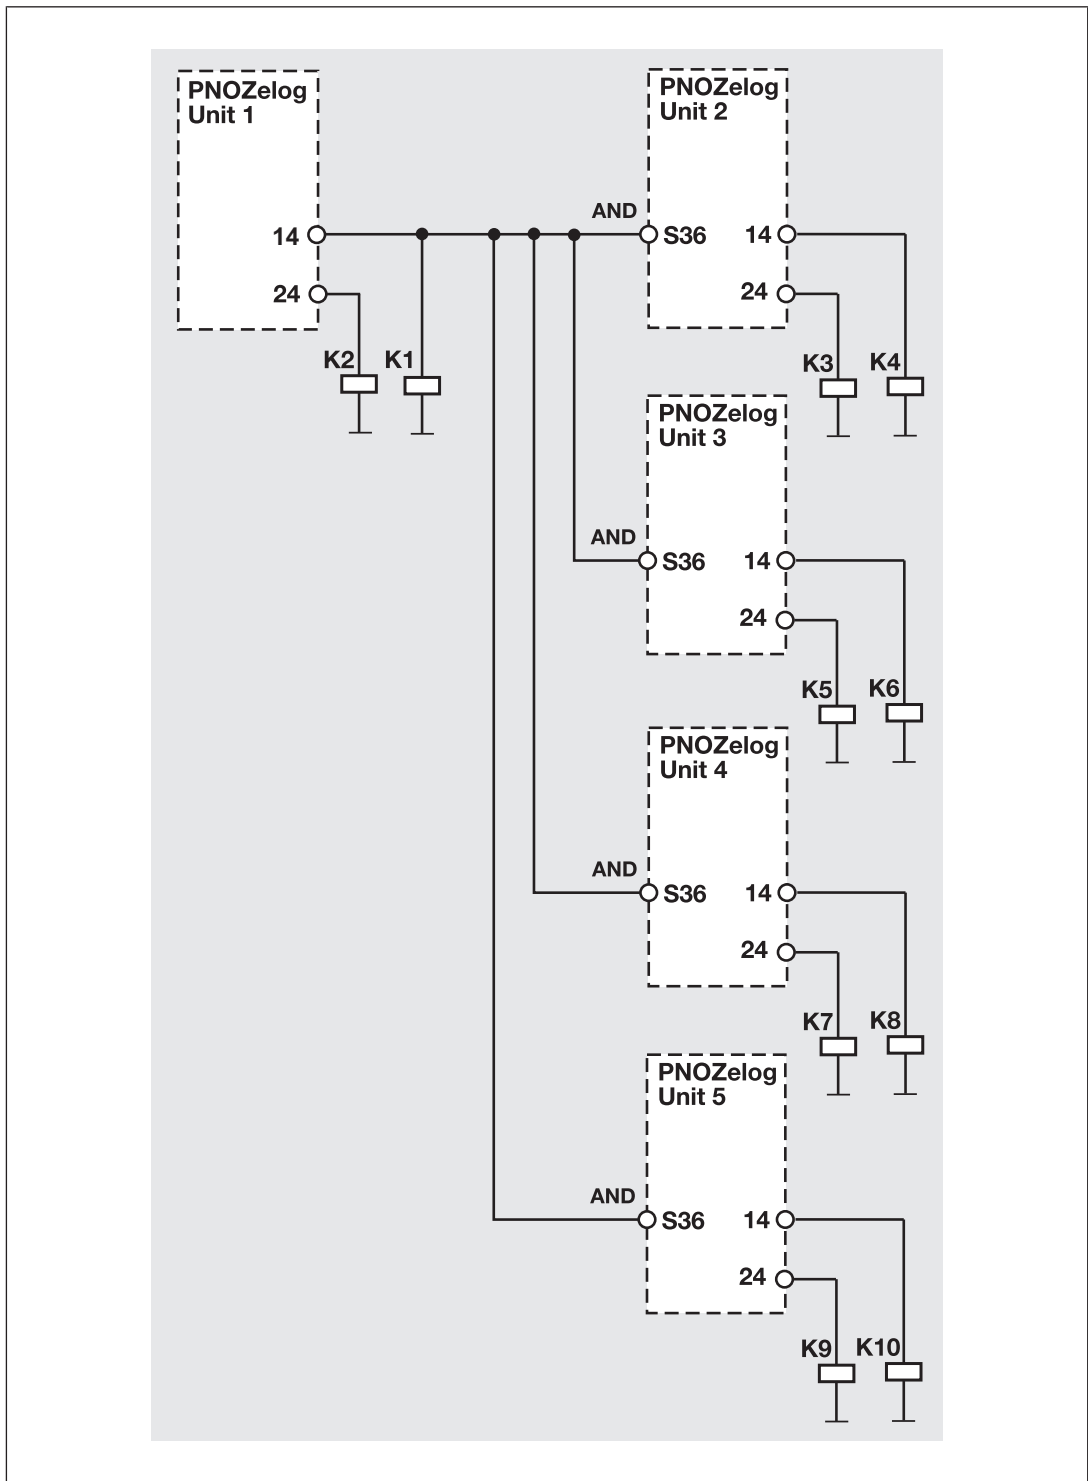 PNOZelog
Unit 1
14
24
K2
K1
PNOZelog
Unit 2
AND
S36
14
24
K3
K4
PNOZelog
Unit 3
AND
S36
14
24
K5
K6
PNOZelog
Unit 4
AND
S36
14
24
K7
K8
PNOZelog
Unit 5
AND
S36
14
24
K9
K10